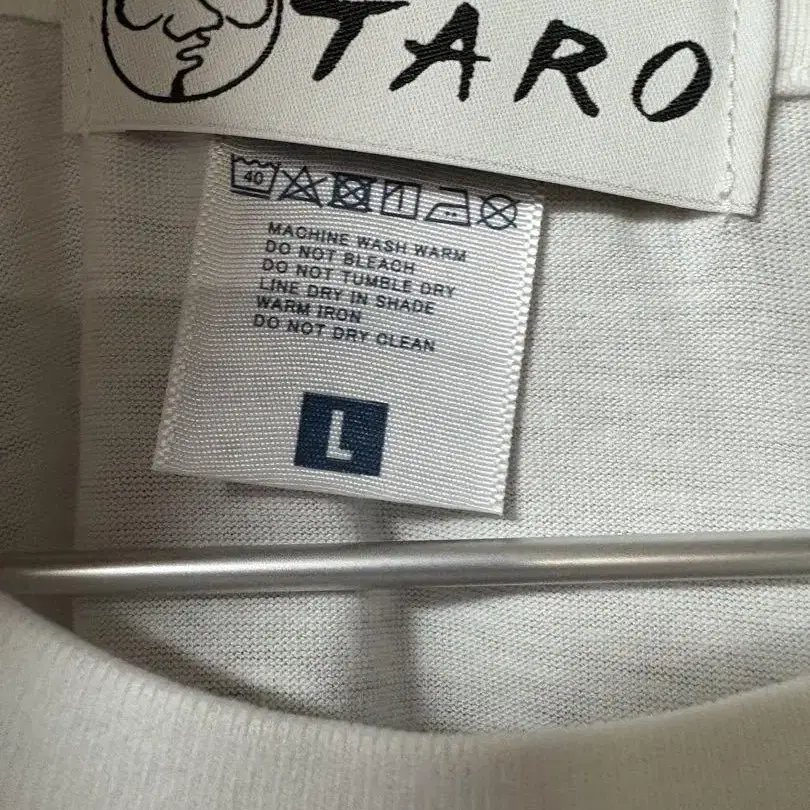 TARO
40
MACHINE WASH WARM
DO NOT BLEACH
DO NOT TUMBLE DRY
LINE DRY IN SHADE
WARM IRON
DO NOT DRY CLEAN
L